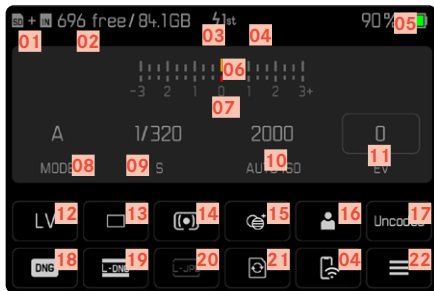 SD + IN 696 free/84.1GB 1st 90%
01 02 03 04 05
06
-3 2 1 0 1 2 3+
07
A 1/320 2000 0
MODE S AUTO ISO EV
08 09 10 11
LV Uncoded
12 13 14 15 16 17
DNG L-DNG L-JPG
18 19 20 21 04 22